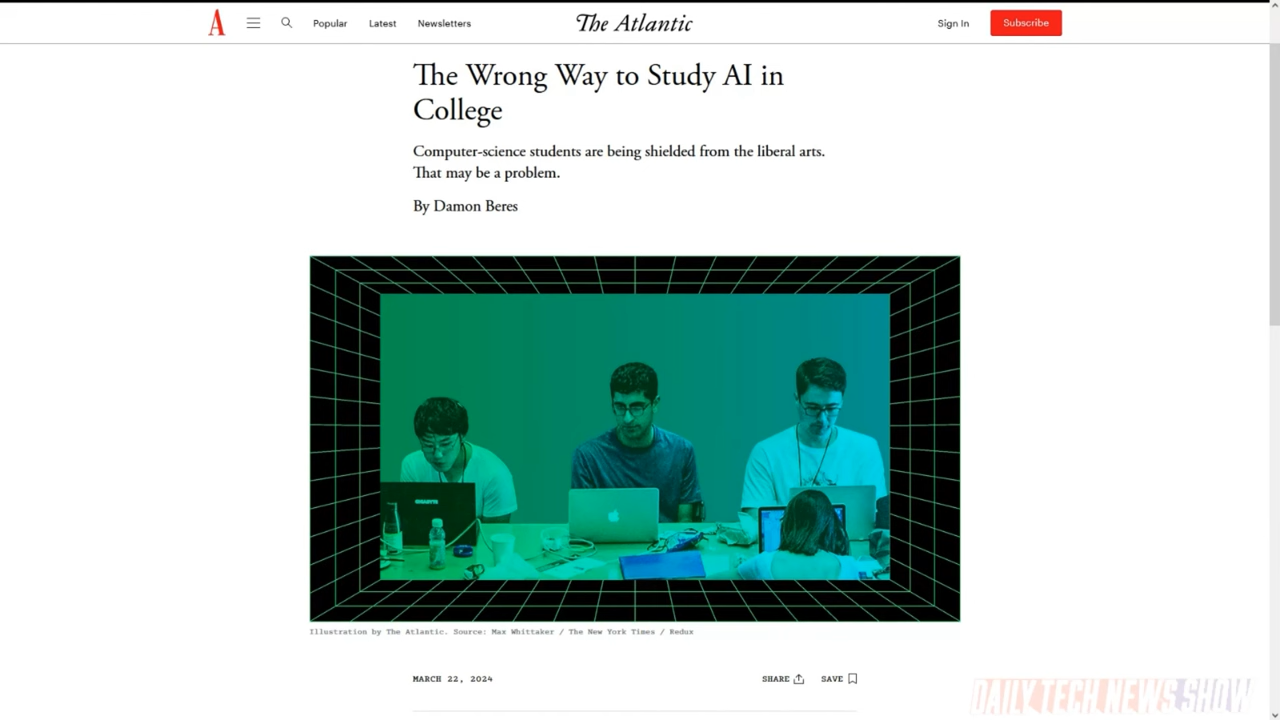 A
Popular
Latest
Newsletters
The Atlantic
Sign In
Subscribe
The Wrong Way to Study AI in
College
Computer-science students are being shielded from the liberal arts.
That may be a problem.
By Damon Beres
GIGABYTE
Illustration by The Atlantic. Source: Max Whittaker / The New York Times / Redux
MARCH 22, 2024
SHARE
SAVE
DAILY TECH NEWS SHOW